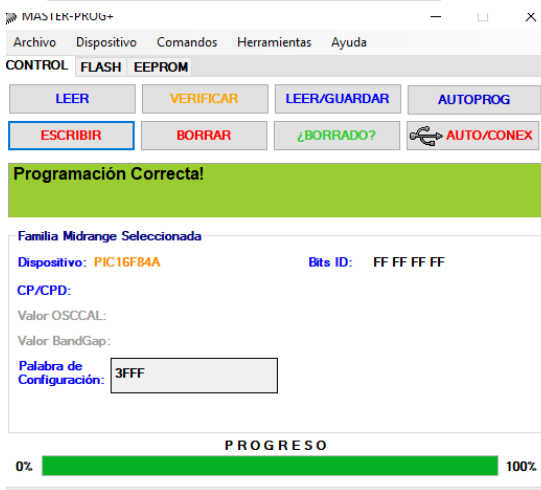 MASTER-PROG+
Archivo Dispositivo Comandos Herramientas Ayuda
CONTROL FLASH EEPROM
LEER VERIFICAR LEER/GUARDAR AUTOPROG
ESCRIBIR BORRAR ¿BORRADO? AUTO/CONEX
Programación Correcta!
Familia Midrange Seleccionada
Dispositivo: PIC16F84A Bits ID: FF FF FF FF
CP/CPD:
Valor OSCCAL:
Valor BandGap:
Palabra de
Configuración: 3FFF
PROGRESO
0% 100%